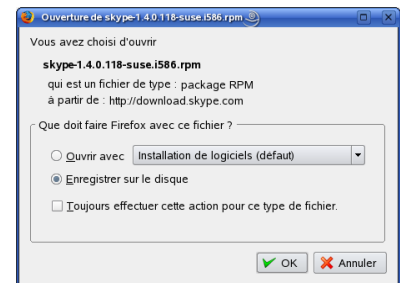 Ouverture de skype-1.4.0.118-suse.i586.rpm
Vous avez choisi d'ouvrir
skype-1.4.0.118-suse.i586.rpm
qui est un fichier de type : package RPM
à partir de : http://download.skype.com
Que doit faire Firefox avec ce fichier ?
Ouvrir avec Installation de logiciels (défaut)
Enregistrer sur le disque
Toujours effectuer cette action pour ce type de fichier.
OK Annuler